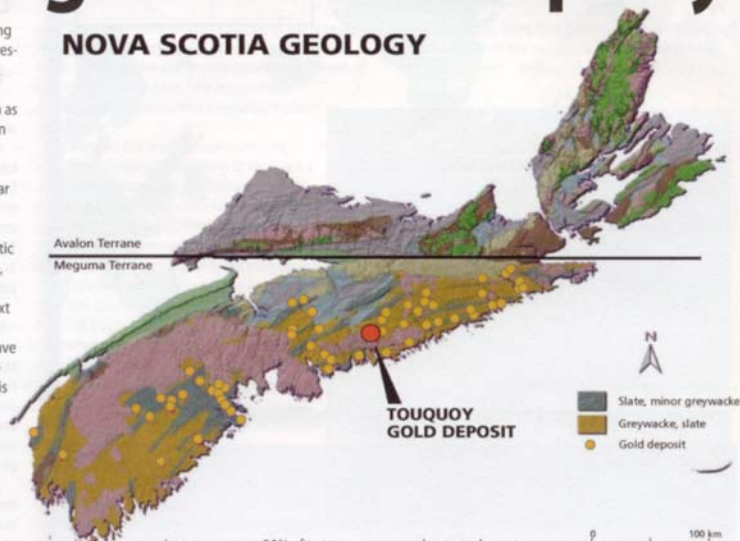 NOVA SCOTIA GEOLOGY
Avalon Terrane
Meguma Terrane
N
TOUQUOY
GOLD DEPOSIT
Slate, minor greywacke
Greywacke, slate
Gold deposit
0 100 km